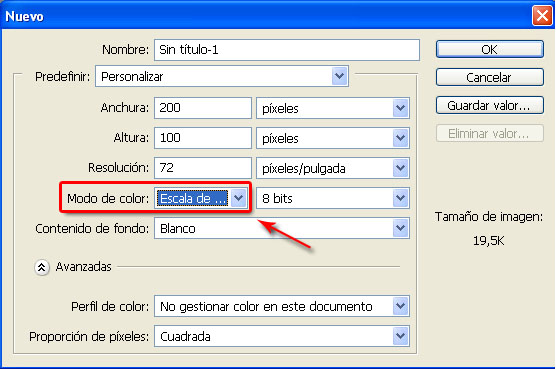 Nuevo
Nombre: Sin título-1
OK
Predefinir: Personalizar
Cancelar
Anchura: 200 píxeles
Guardar valor...
Altura: 100 píxeles
Eliminar valor...
Resolución: 72 píxeles/pulgada
Modo de color: Escala de ... 8 bits
Tamaño de imagen:
Contenido de fondo: Blanco
19,5K
Avanzadas
Perfil de color: No gestionar color en este documento
Proporción de píxeles: Cuadrada